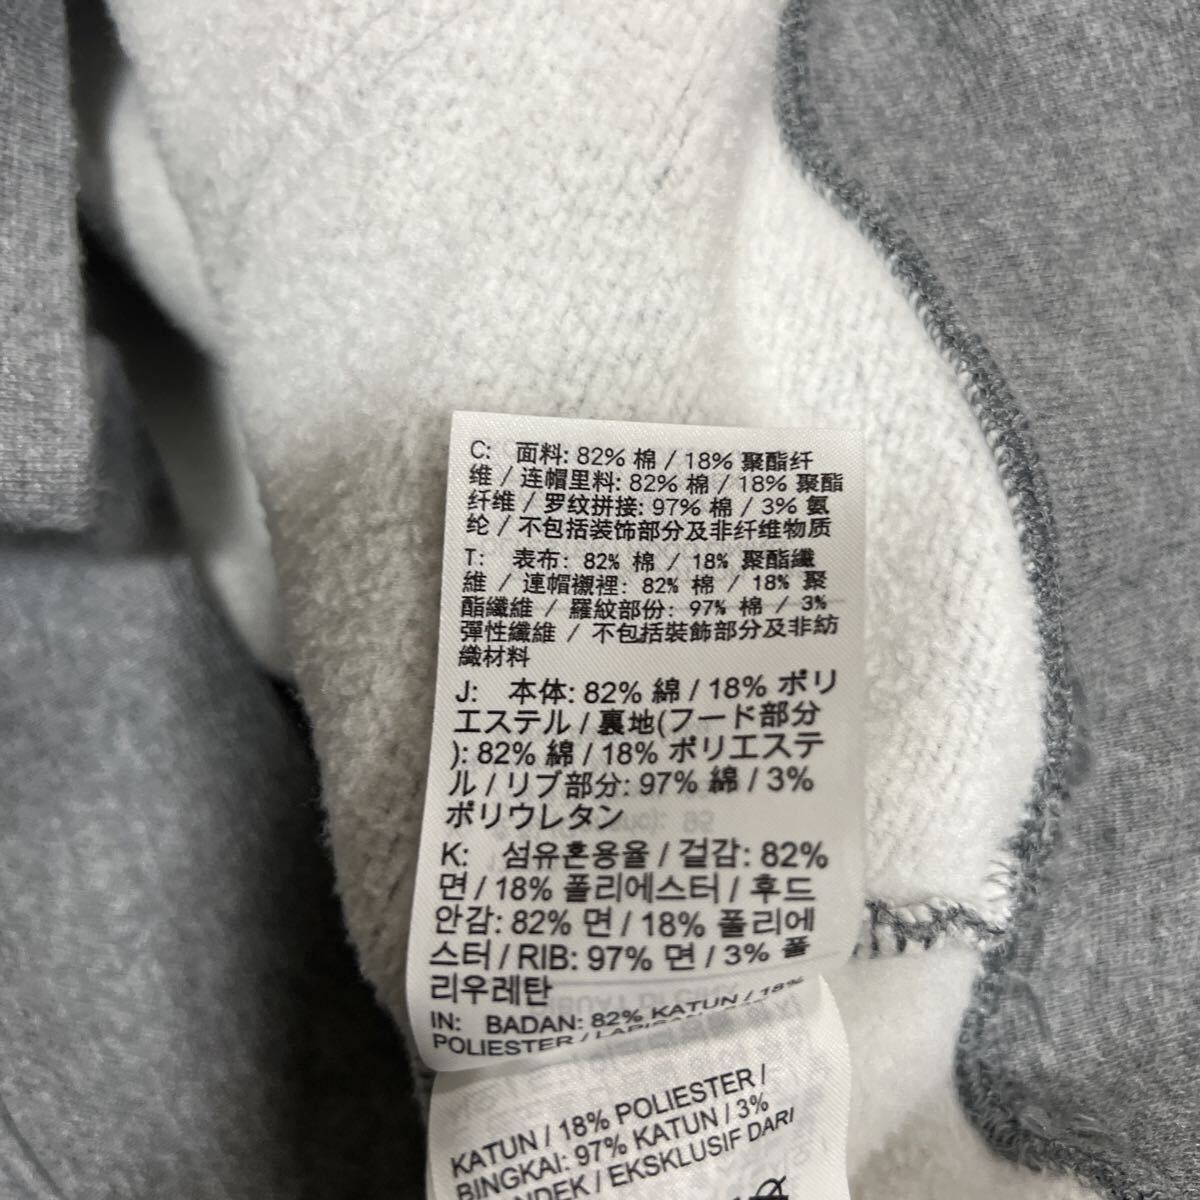 C: 面料: 82% 棉 / 18% 聚酯纤
维 / 连帽里料: 82% 棉 / 18% 聚酯
纤维 / 罗纹拼接: 97% 棉 / 3% 氨
纶 / 不包括装饰部分及非纤维物质
T: 表布: 82% 棉 / 18% 聚酯纖
維 / 連帽襯裡: 82% 棉 / 18% 聚
酯纖維 / 羅紋部份: 97% 棉 / 3%
彈性纖維 / 不包括裝飾部分及非紡
織材料
J: 本体: 82% 綿 / 18% ポリ
エステル / 裏地(フード部分
): 82% 綿 / 18% ポリエステ
ル / リブ部分: 97% 綿 / 3%
ポリウレタン
K: 섬유혼용율 / 겉감: 82%
면 / 18% 폴리에스터 / 후드
안감: 82% 면 / 18% 폴리에
스터 / RIB: 97% 면 / 3% 폴
리우레탄
IN: BADAN: 82% KATUN / 18%
POLIESTER /
KATUN / 18% POLIESTER /
BINGKAI: 97% KATUN / 3%
/ EKSKLUSIF DARI